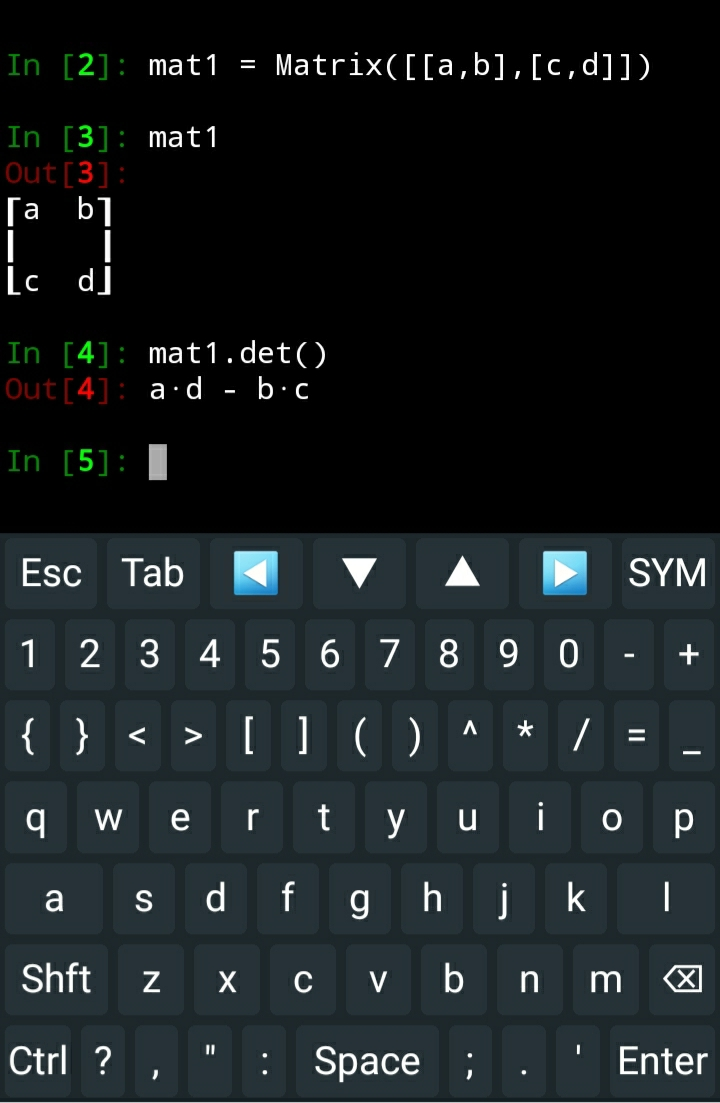 In [2]: mat1 = Matrix([[a,b],[c,d]])
In [3]: mat1
Out[3]:
⎡a  b⎤
⎢    ⎥
⎣c  d⎦
In [4]: mat1.det()
Out[4]: a⋅d - b⋅c
In [5]:
Esc Tab ◀ ▼ ▲ ▶ SYM
1 2 3 4 5 6 7 8 9 0 - +
{ } < > [ ] ( ) ^ * / = _
q w e r t y u i o p
a s d f g h j k l
Shft z x c v b n m ⌫
Ctrl ? , " : Space ; . ' Enter